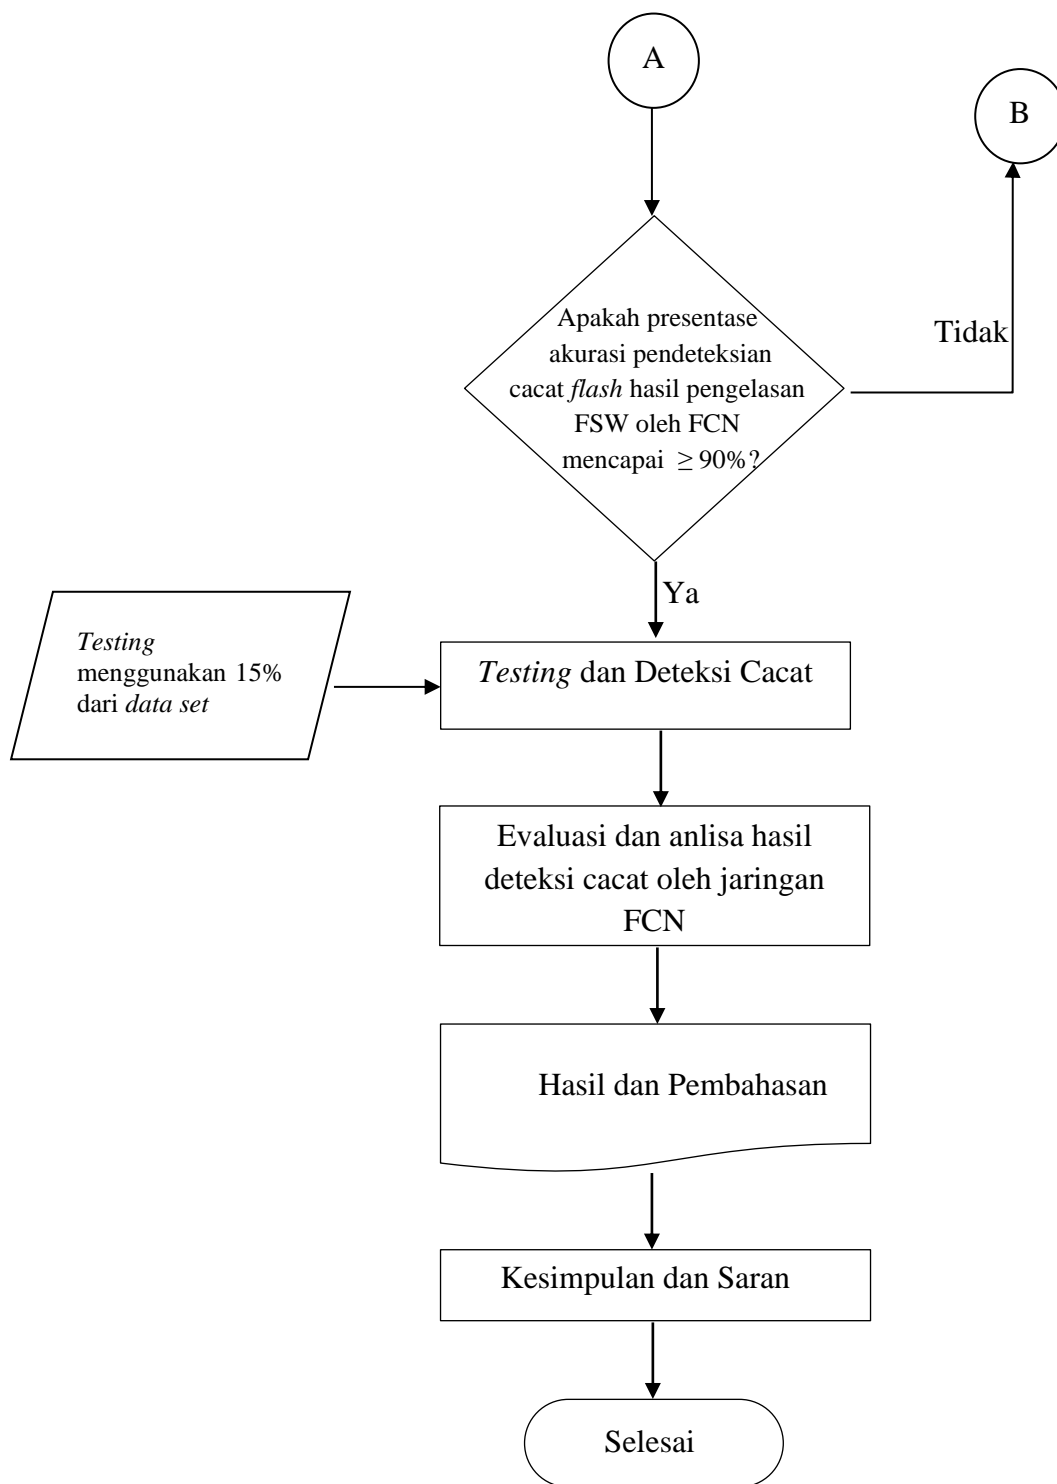 A
B
Apakah presentase
akurasi pendeteksian
cacat flash hasil pengelasan
FSW oleh FCN
mencapai ≥ 90%?
Tidak
Ya
Testing
menggunakan 15%
dari data set
Testing dan Deteksi Cacat
Evaluasi dan anlisa hasil
deteksi cacat oleh jaringan
FCN
Hasil dan Pembahasan
Kesimpulan dan Saran
Selesai